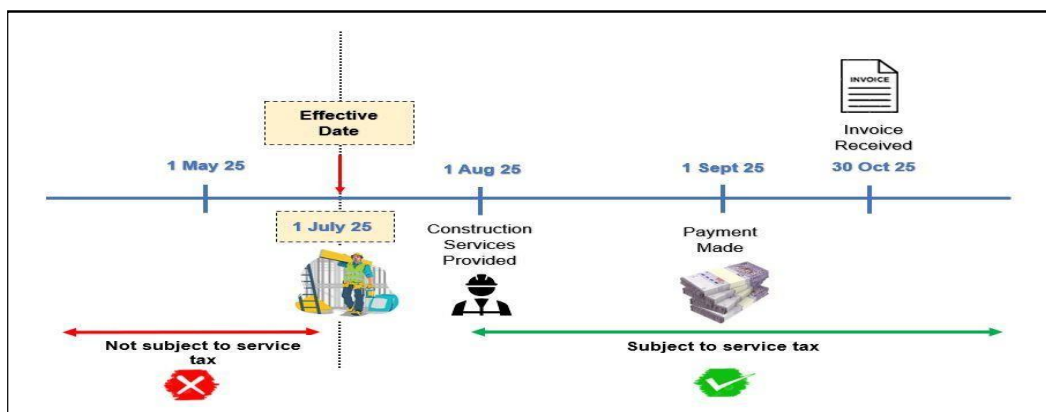 Effective
Date
INVOICE
Invoice
Received
1 May 25
1 Aug 25
1 Sept 25
30 Oct 25
1 July 25
Construction
Services
Provided
Payment
Made
Not subject to service
tax
Subject to service tax